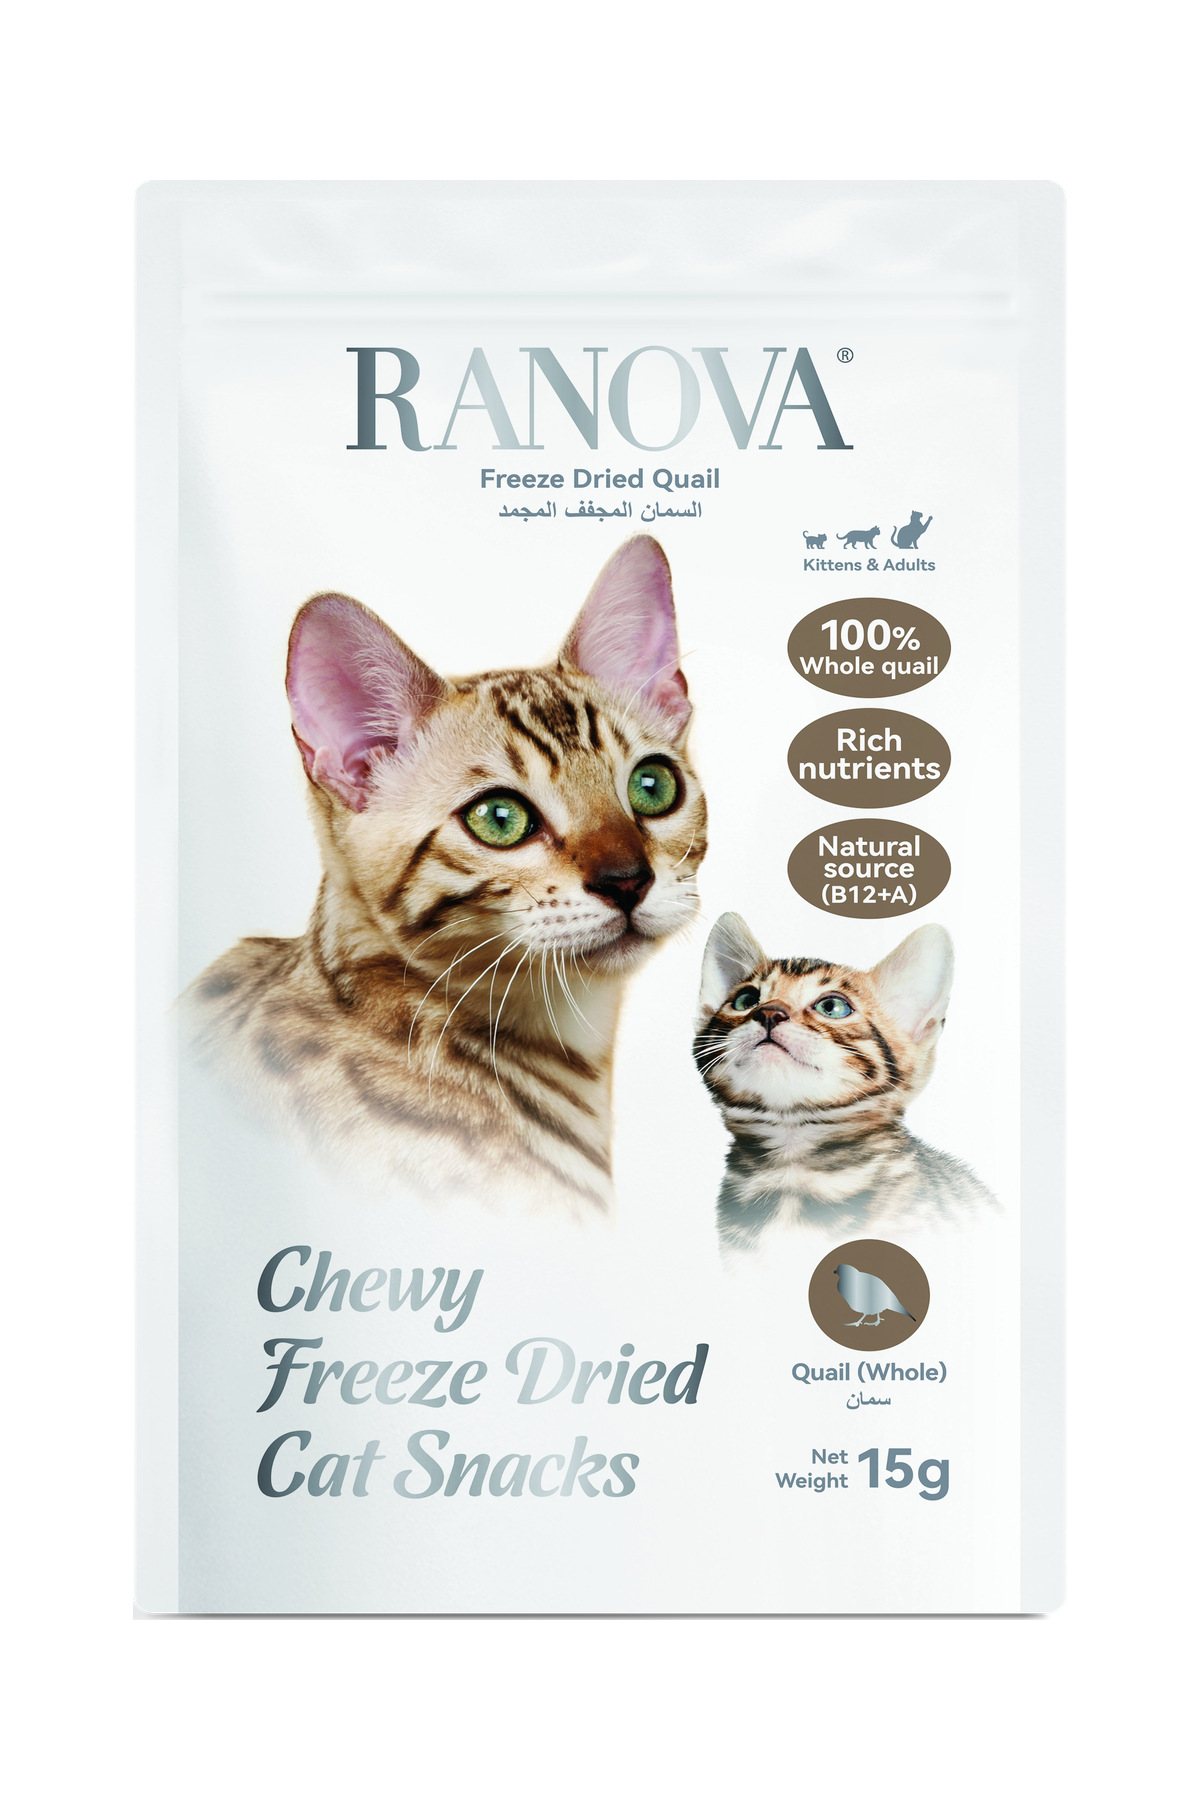 RANOVA®
Freeze Dried Quail
السمان المجفف المجمد
Kittens & Adults
100%
Whole quail
Rich
nutrients
Natural
source
(B12+A)
Chewy
Freeze Dried
Cat Snacks
Quail (Whole)
سمان
Net
Weight 15g